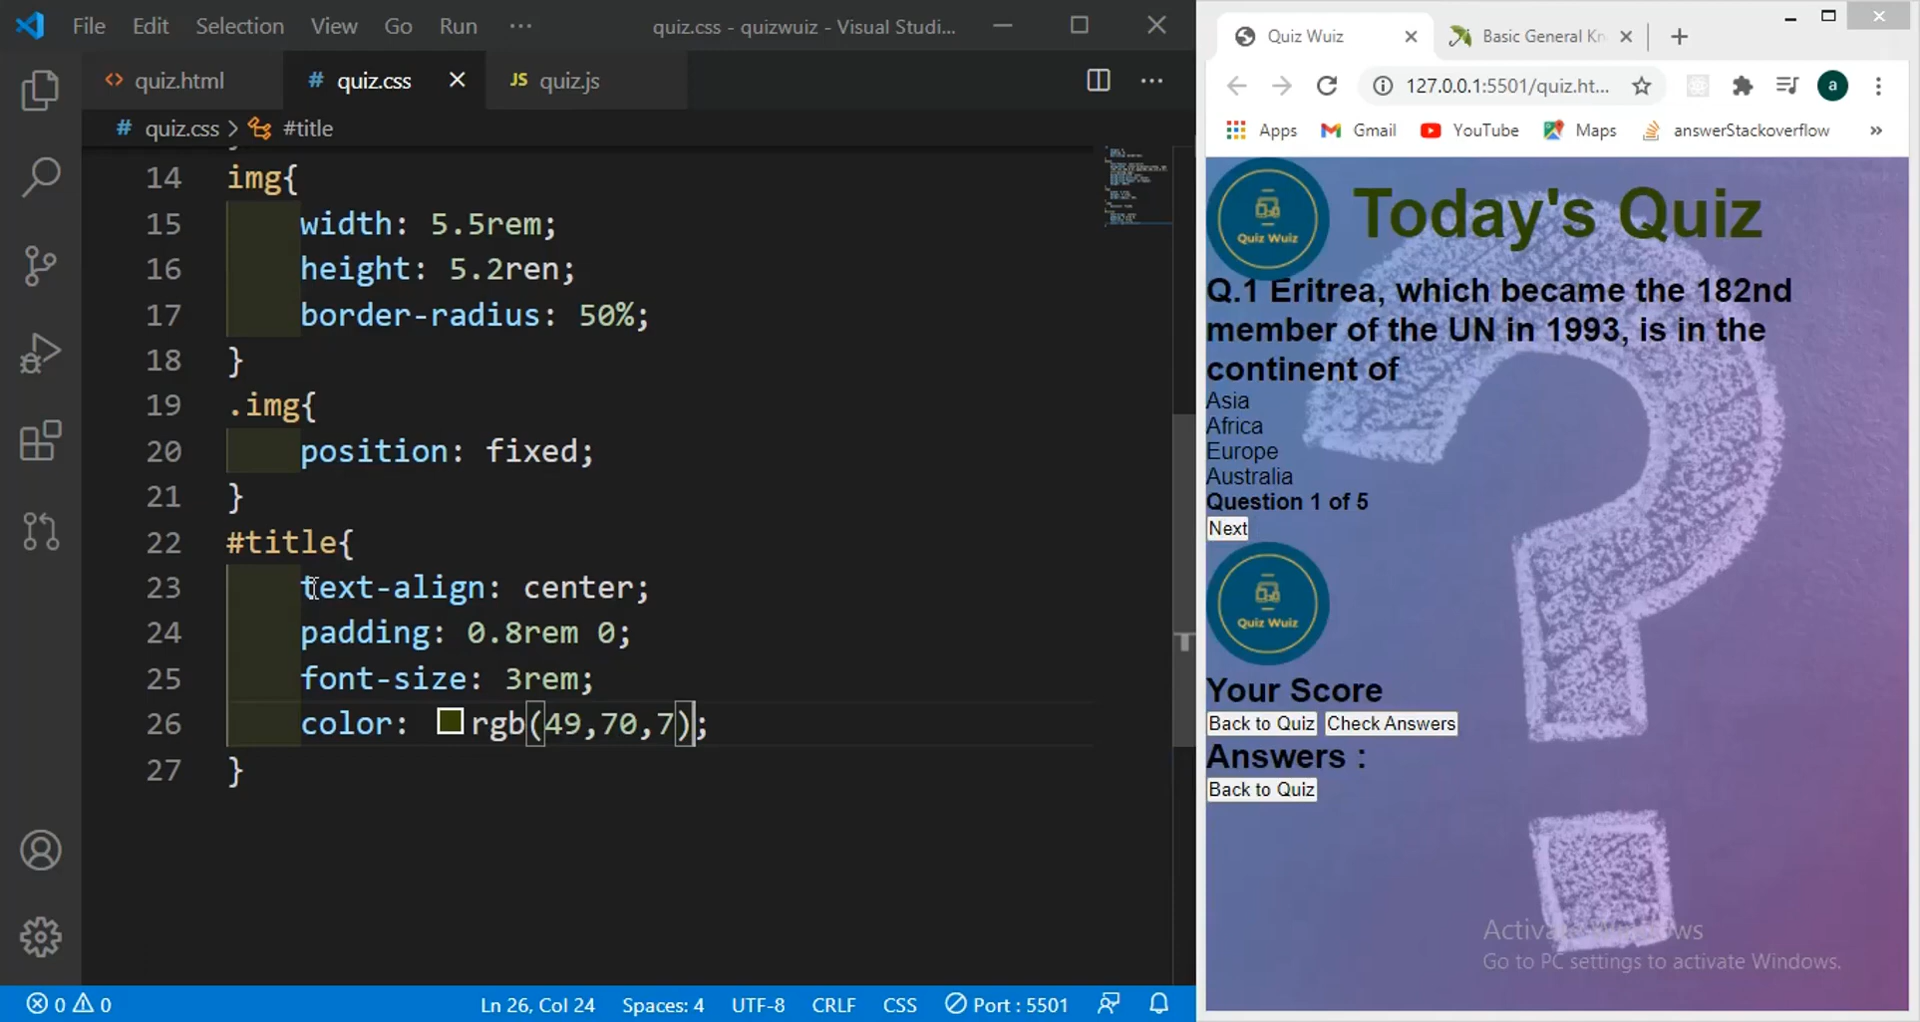 File Edit Selection View Go Run ··· quiz.css - quizwuiz - Visual Studi...
quiz.html # quiz.css JS quiz.js
# quiz.css > #title
14 img{
15 width: 5.5rem;
16 height: 5.2ren;
17 border-radius: 50%;
18 }
19 .img{
20 position: fixed;
21 }
22 #title{
23 text-align: center;
24 padding: 0.8rem 0;
25 font-size: 3rem;
26 color: rgb(49,70,7);
27 }
0 0 Ln 26, Col 24 Spaces: 4 UTF-8 CRLF CSS Port : 5501
Quiz Wuiz Basic General Kn
127.0.0.1:5501/quiz.ht... a
Apps Gmail YouTube Maps answerStackoverflow »
Quiz Wuiz
Today's Quiz
Q.1 Eritrea, which became the 182nd
member of the UN in 1993, is in the
continent of
Asia
Africa
Europe
Australia
Question 1 of 5
Next
Quiz Wuiz
Your Score
Back to Quiz Check Answers
Answers :
Back to Quiz
Activate Windows
Go to PC settings to activate Windows.